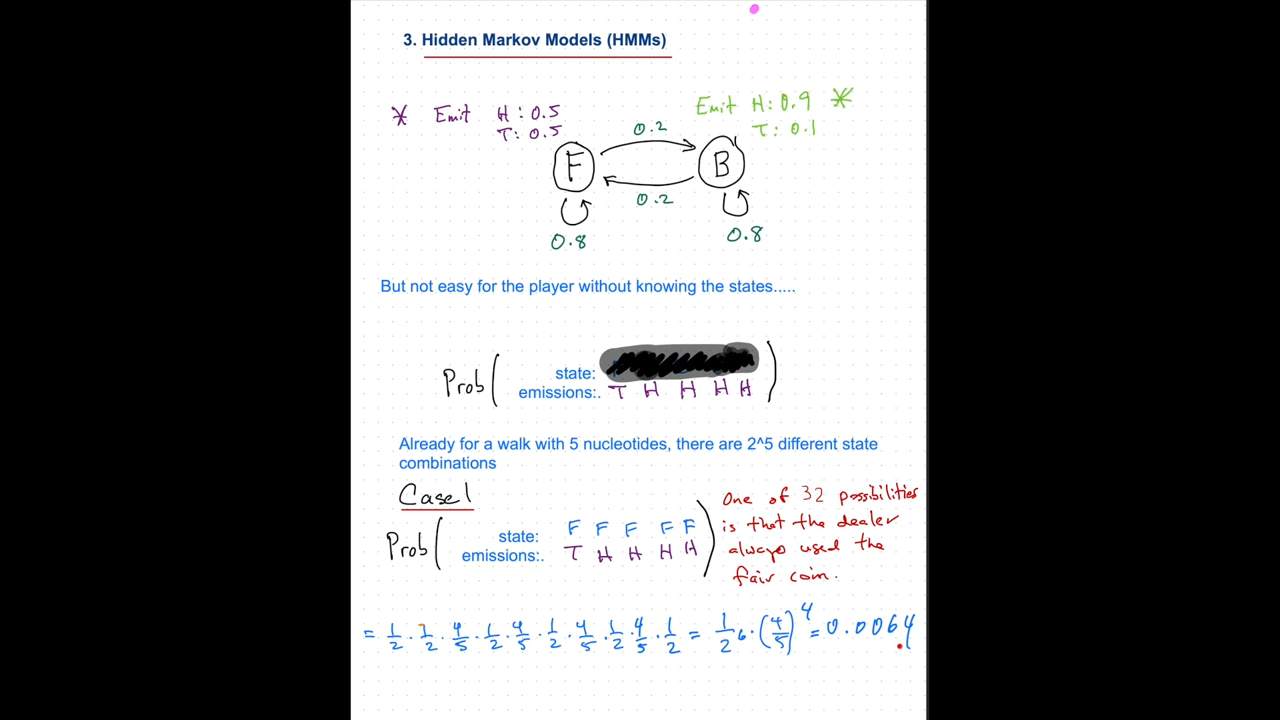 3. Hidden Markov Models (HMMs)
* Emit H: 0.5
T: 0.5
Emit H: 0.9 *
T: 0.1
0.2
F B
0.2
0.8 0.8
But not easy for the player without knowing the states.....
Prob( state: )
emissions:. T H H H H
Already for a walk with 5 nucleotides, there are 2^5 different state
combinations
Case 1
Prob( state: F F F F F )
emissions:. T H H H H
One of 32 possibilities
is that the dealer
always used the
fair coin.
= 1/2 · 1/2 · 4/5 · 1/2 · 4/5 · 1/2 · 4/5 · 1/2 · 4/5 · 1/2 = 1/2^6 · (4/5)^4 = 0.0064